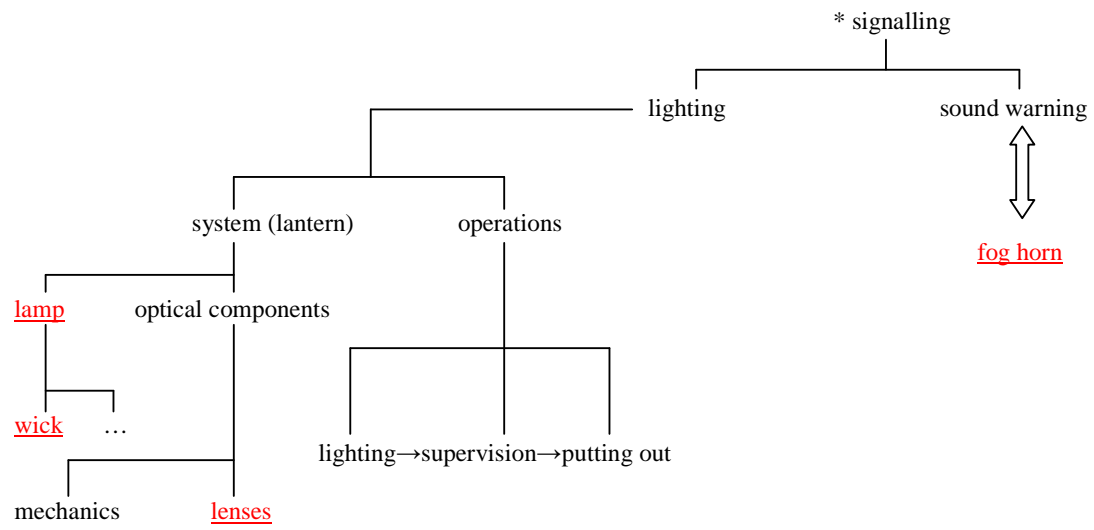 * signalling
lighting sound warning
system (lantern) operations
fog horn
lamp optical components
wick …
lighting→supervision→putting out
mechanics lenses